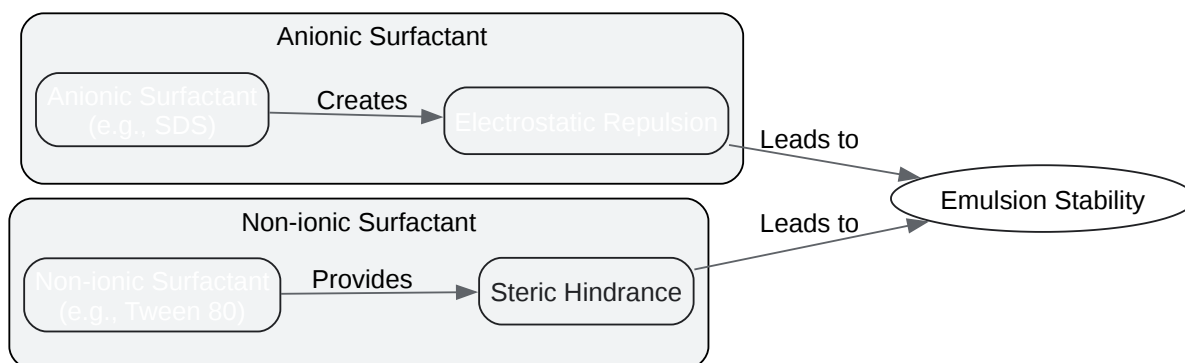 Anionic Surfactant
Anionic Surfactant
(e.g., SDS)
Creates
Electrostatic Repulsion
Leads to
Emulsion Stability
Non-ionic Surfactant
Non-ionic Surfactant
(e.g., Tween 80)
Provides
Steric Hindrance
Leads to